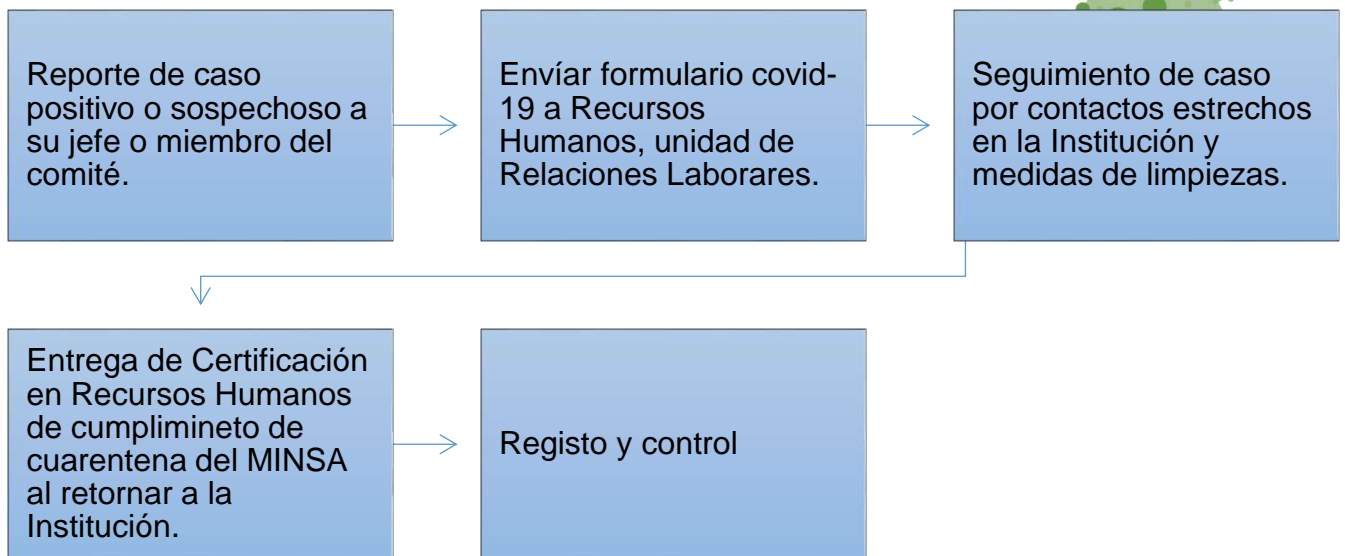 Reporte de caso
positivo o sospechoso a
su jefe o miembro del
comité.
Envíar formulario covid-
19 a Recursos
Humanos, unidad de
Relaciones Laborares.
Seguimiento de caso
por contactos estrechos
en la Institución y
medidas de limpiezas.
Entrega de Certificación
en Recursos Humanos
de cumplimineto de
cuarentena del MINSA
al retornar a la
Institución.
Registo y control